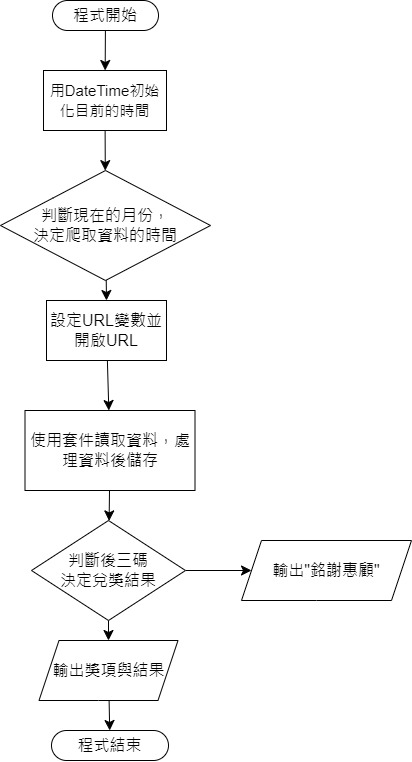 程式開始
用DateTime初始
化目前的時間
判斷現在的月份，
決定爬取資料的時間
設定URL變數並
開啟URL
使用套件讀取資料，處
理資料後儲存
判斷後三碼
決定兌獎結果
輸出"銘謝惠顧"
輸出獎項與結果
程式結束